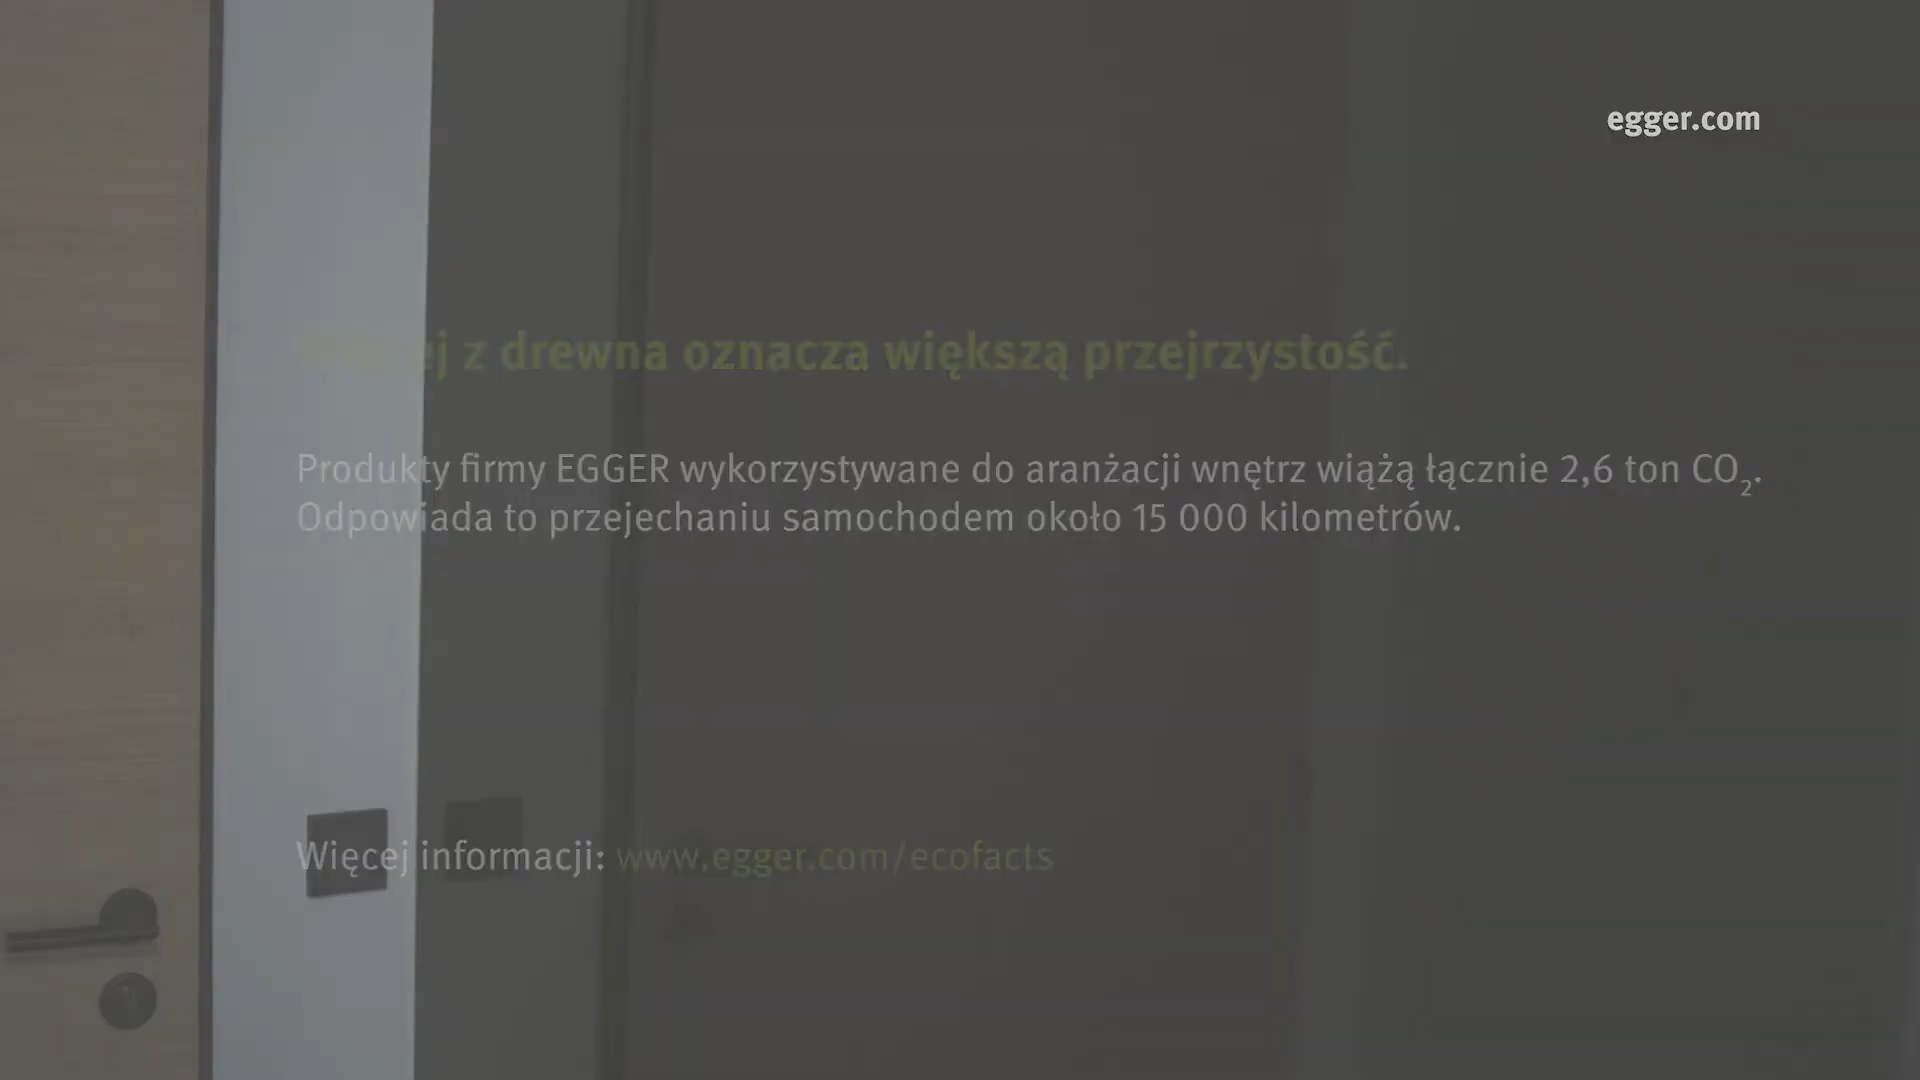 egger.com
z drewna oznacza większą przejrzystość.
Produkty firmy EGGER wykorzystywane do aranżacji wnętrz wiążą łącznie 2,6 ton CO₂.
Odpowiada to przejechaniu samochodem około 15 000 kilometrów.
Więcej informacji: www.egger.com/ecofacts